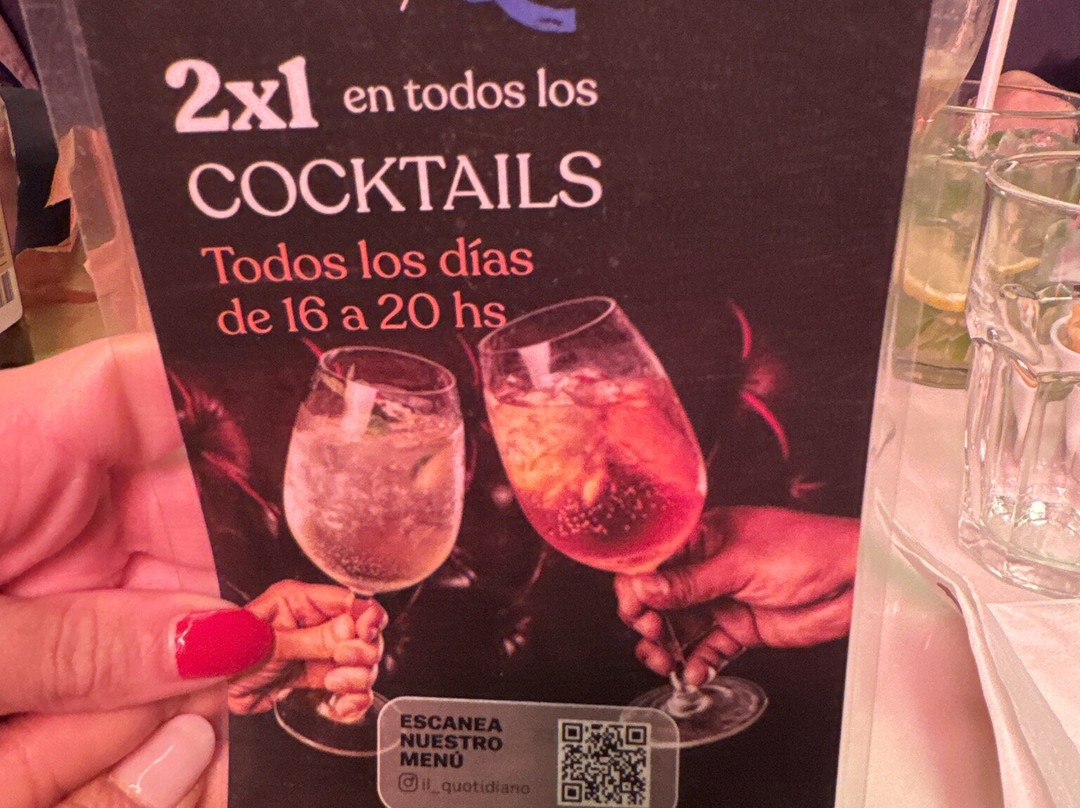 2x1 en todos los
COCKTAILS
Todos los días
de 16 a 20 hs
ESCANEA
NUESTRO
MENÚ
il_quotidiano